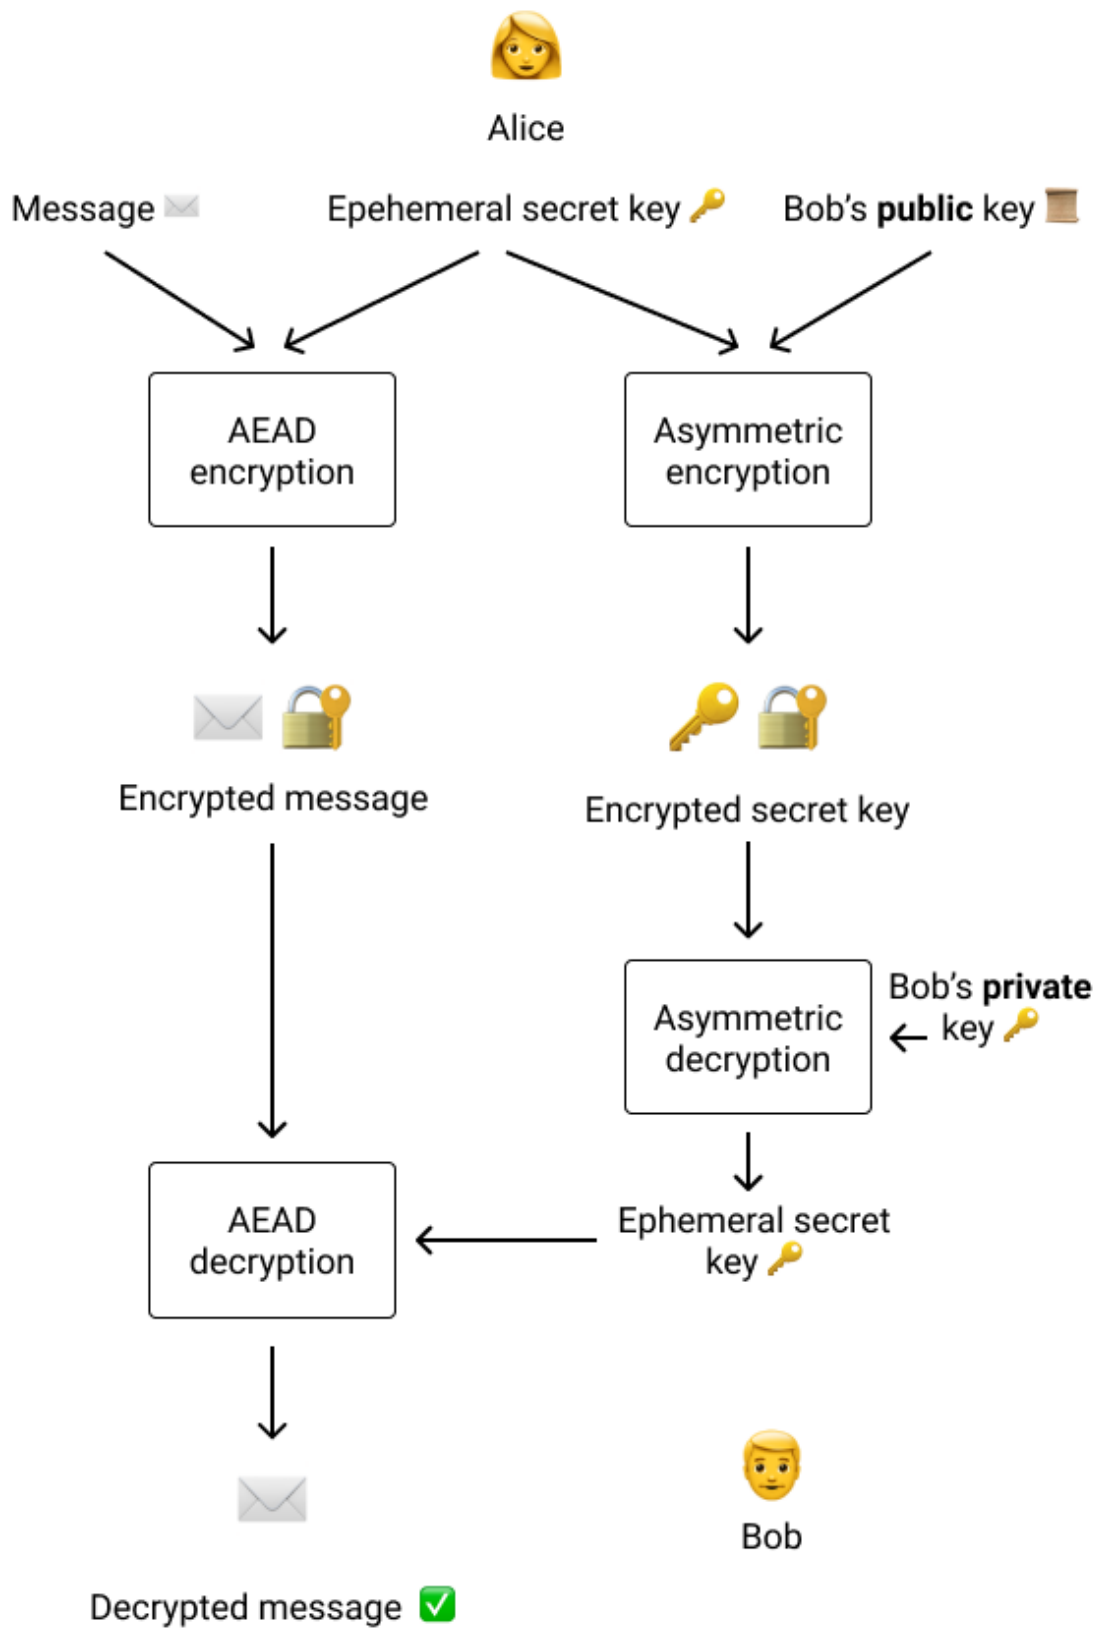 Alice
Message
Epehemeral secret key
Bob’s public key
AEAD
encryption
Asymmetric
encryption
Encrypted message
Encrypted secret key
Bob’s private
key
Asymmetric
decryption
Ephemeral secret
key
AEAD
decryption
Bob
Decrypted message